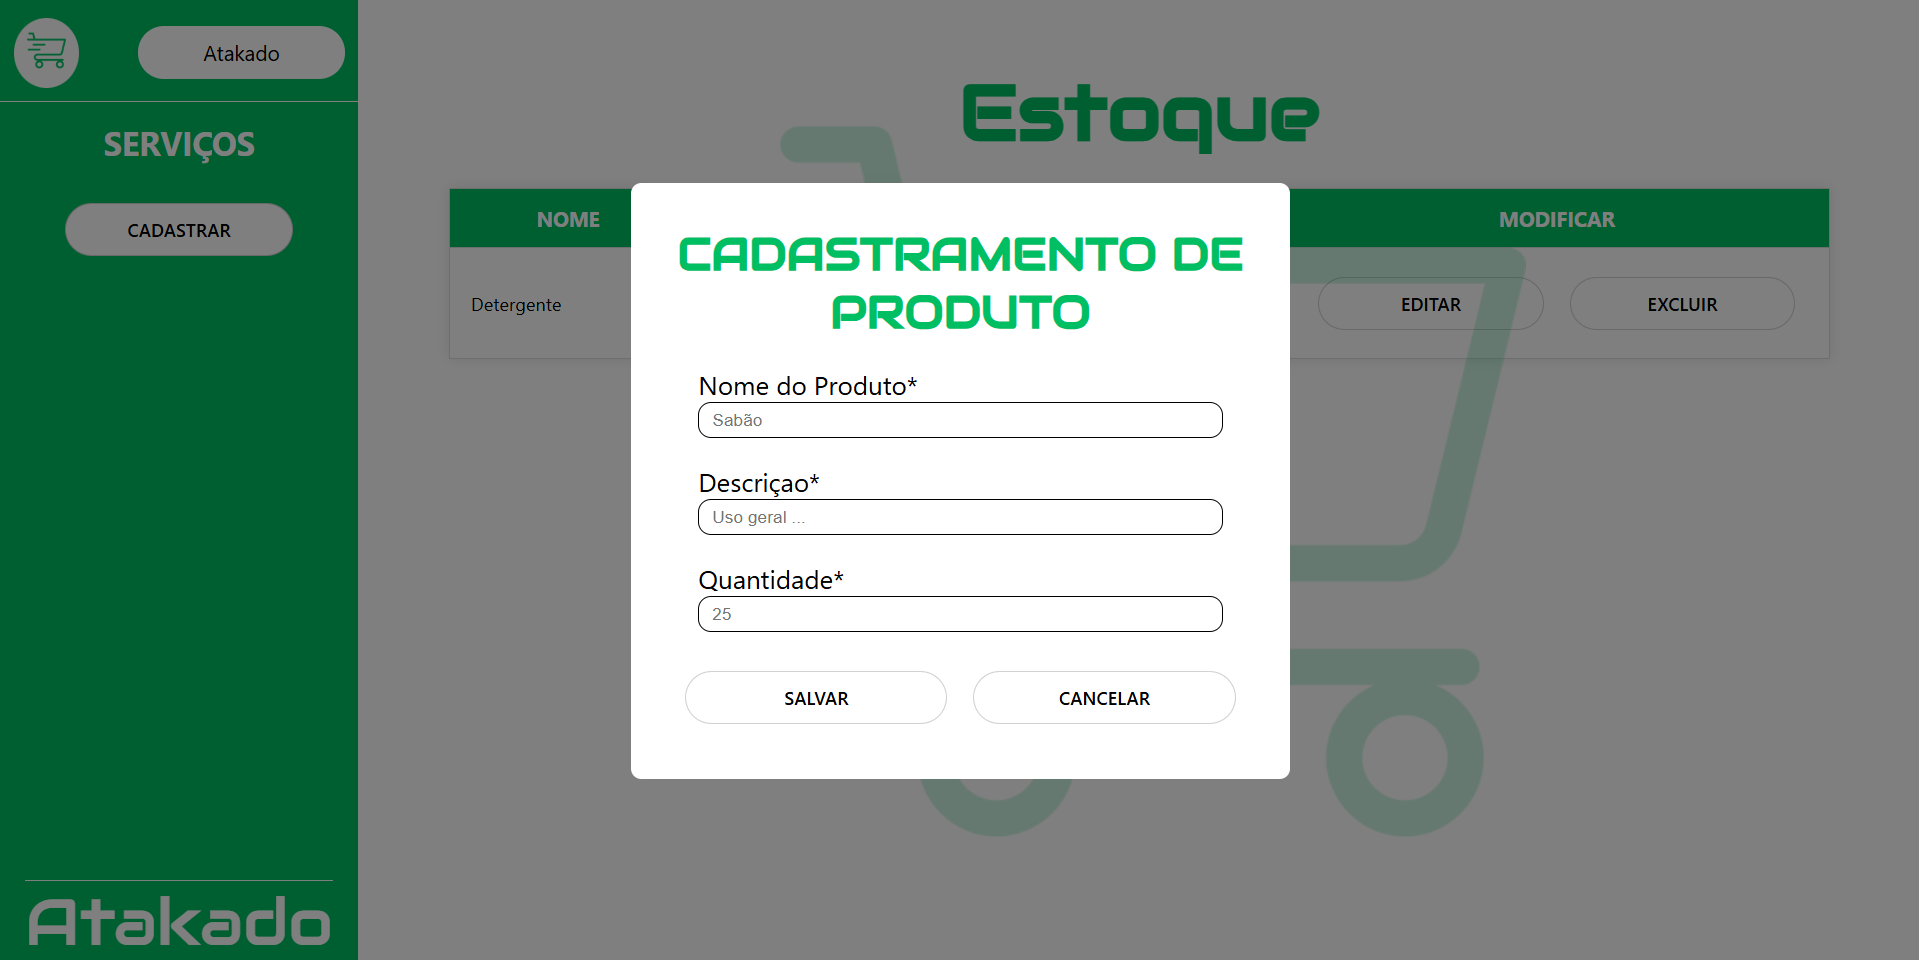 Atakado
SERVIÇOS
CADASTRAR
Atakado
Estoque
NOME
MODIFICAR
Detergente
EDITAR
EXCLUIR
CADASTRAMENTO DE
PRODUTO
Nome do Produto*
Sabão
Descriçao*
Uso geral ...
Quantidade*
25
SALVAR
CANCELAR